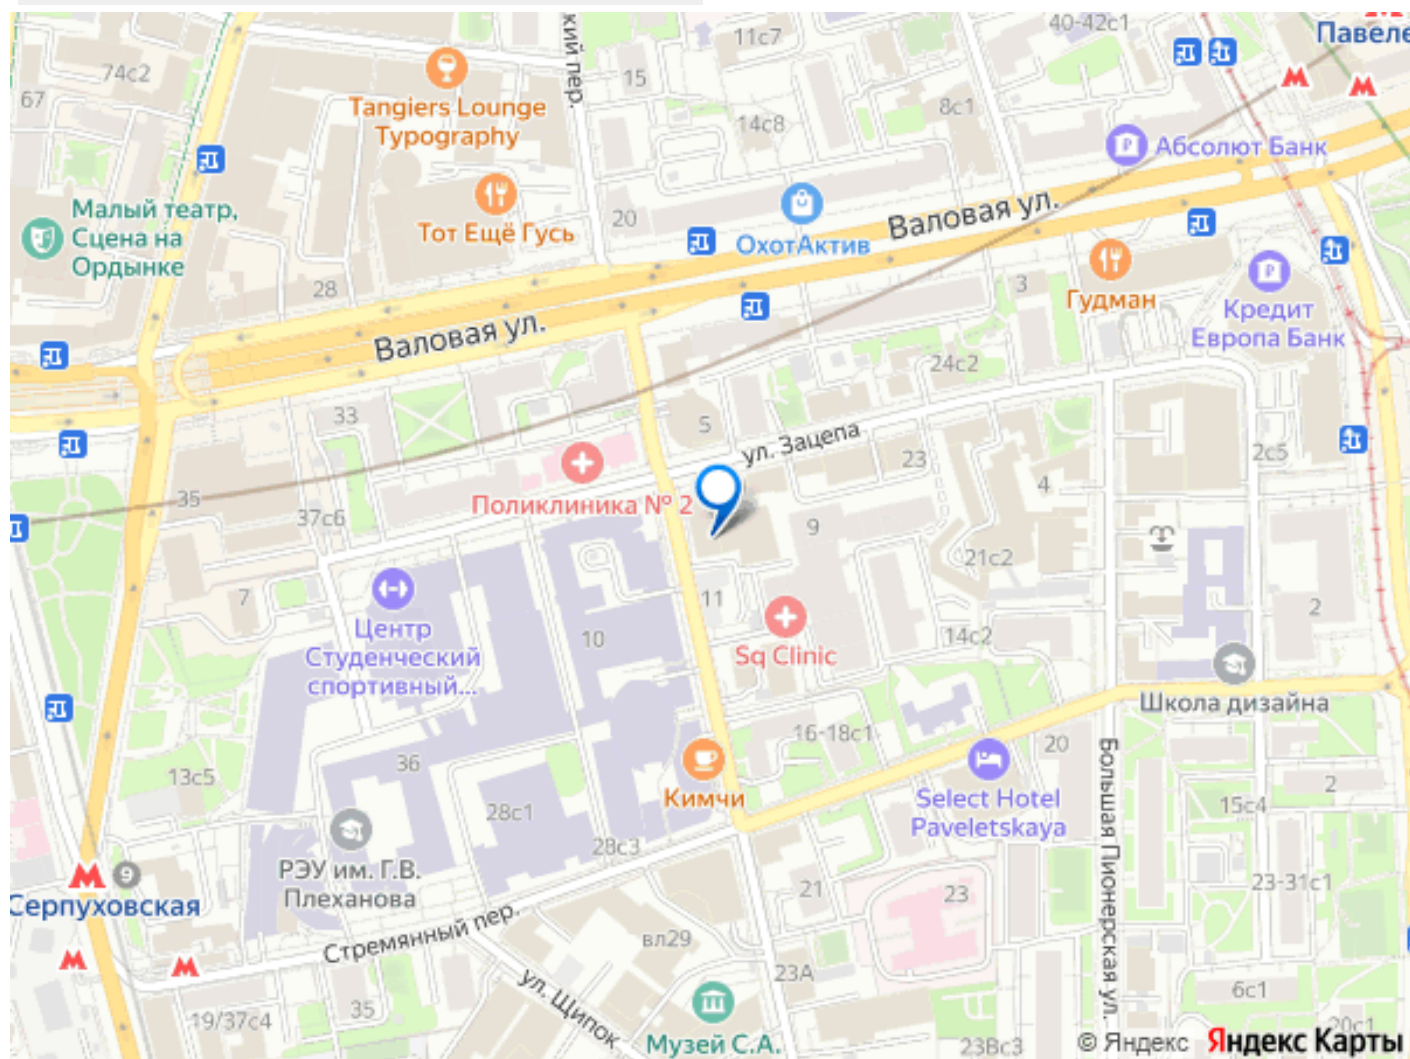 40-42с1
Павеле
11с7
кий пер.
74с2
15
67
Tangiers Lounge
Typography
8с1
14с8
Абсолют Банк
Малый театр,
Сцена на
Ордынке
Тот Ещё Гусь
20
ОхотАктив
Валовая ул.
28
3
Гудман
Кредит
Европа Банк
Валовая ул.
24с2
33
5
ул. Зацепа
23
2с5
Поликлиника № 2
35
37с6
4
9
21с2
7
11
2
Центр
Студенческий
спортивный...
10
Sq Clinic
14с2
Школа дизайна
16-18с1
20
36
13с5
Кимчи
Select Hotel
Paveletskaya
2
15с4
28с1
28с3
Большая Пионерская ул.
РЭУ им. Г.В.
Плеханова
21
23
23-31с1
Серпуховская
Стремянный пер.
вл29
23А
ул. Щипок
35
19/37с4
6с1
20с1
Музей С.А.
23Вс3
© Яндекс Яндекс Карты